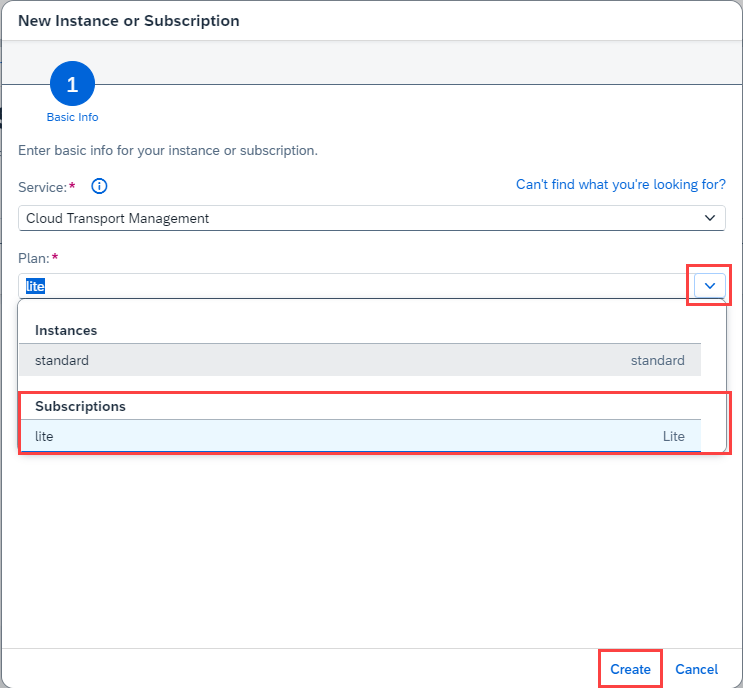 New Instance or Subscription
1
Basic Info
Enter basic info for your instance or subscription.
Service:*
Can't find what you're looking for?
Cloud Transport Management
Plan:*
lite
Instances
standard standard
Subscriptions
lite Lite
Create Cancel